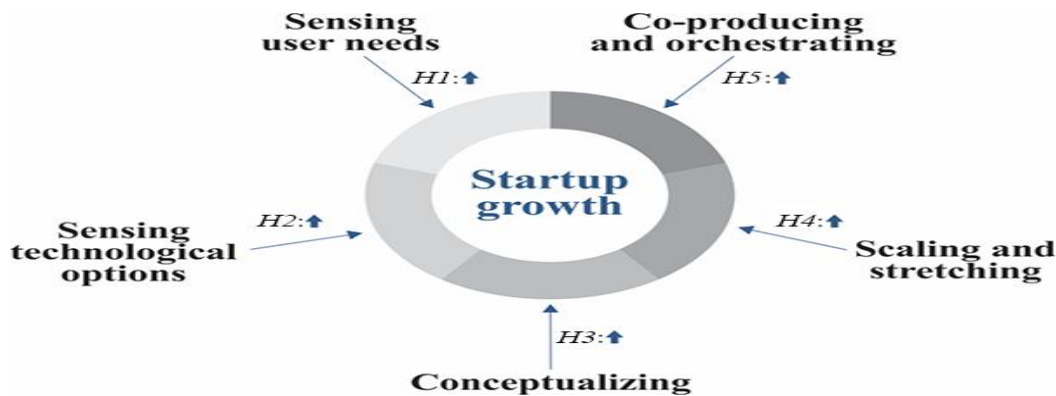 Sensing
user needs
Co-producing
and orchestrating
H1:⬆
H5:⬆
Startup
growth
H2:⬆
H4:⬆
Sensing
technological
options
Scaling and
stretching
H3:⬆
Conceptualizing